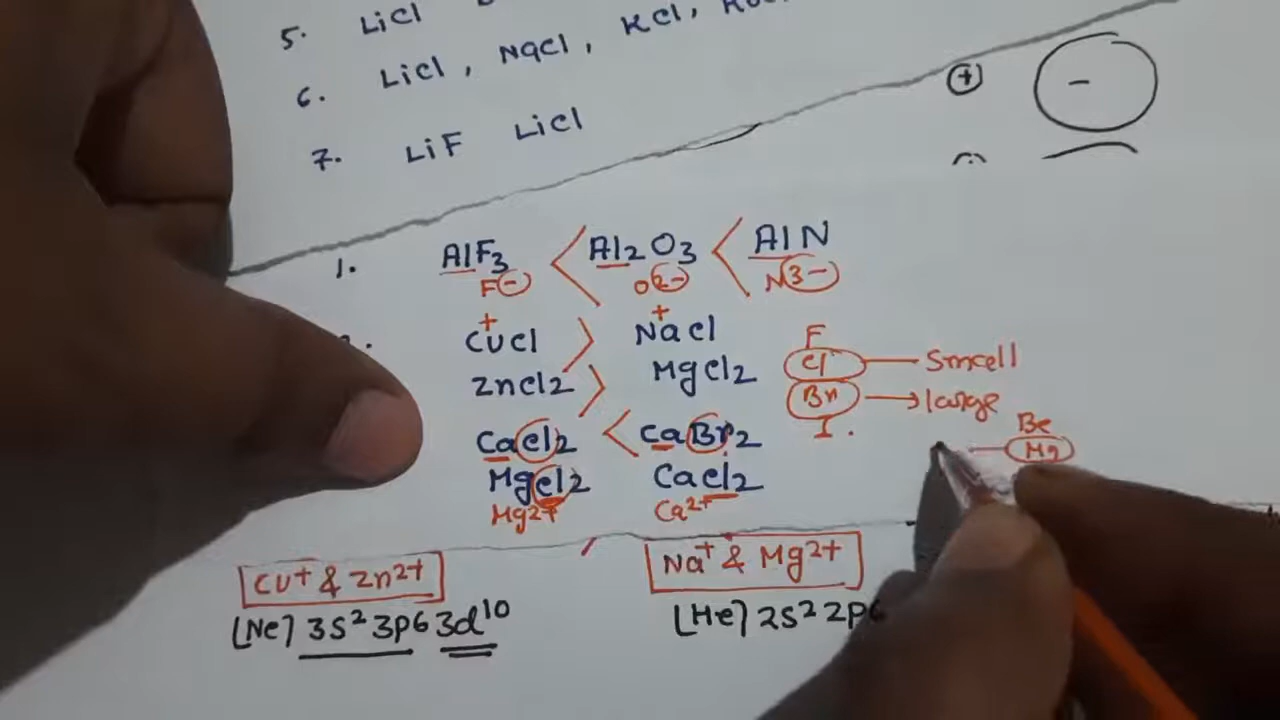 5. LiCl
6. LiCl, NaCl, KCl,
7. LiF LiCl
+ -
1. AlF3 < Al2O3 < AlN
F- O2- N3-
+ +
CuCl > NaCl
ZnCl2 > MgCl2
CaCl2 < CaBr2
MgCl2 CaCl2
Mg2+ Ca2+
F
Cl — Small
Br → large
I.
Be
Mg
Cu+ & Zn2+ Na+ & Mg2+
[Ne] 3s2 3p6 3d10 [He] 2s2 2p6